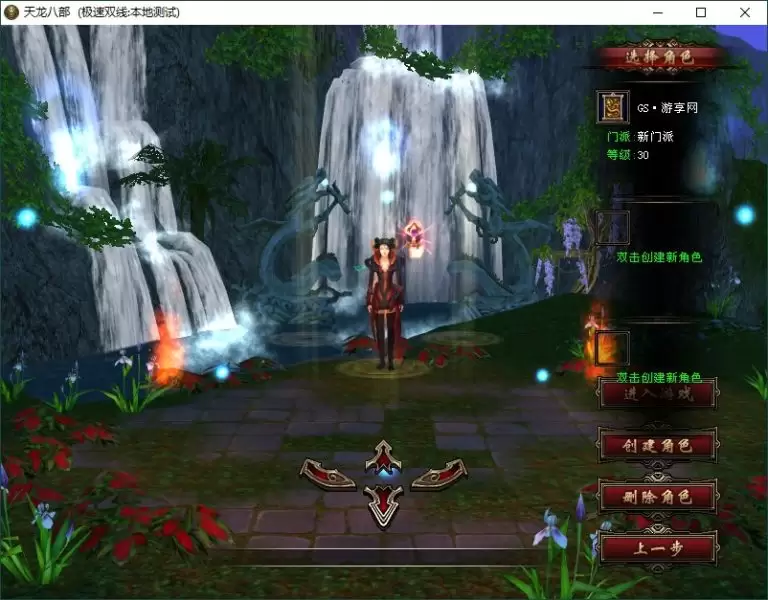 天龙八部 (极速双线:本地测试)
选择角色
GS·游享网
门派:新门派
等级:30
双击创建新角色
双击创建新角色
进入游戏
创建角色
删除角色
上一步